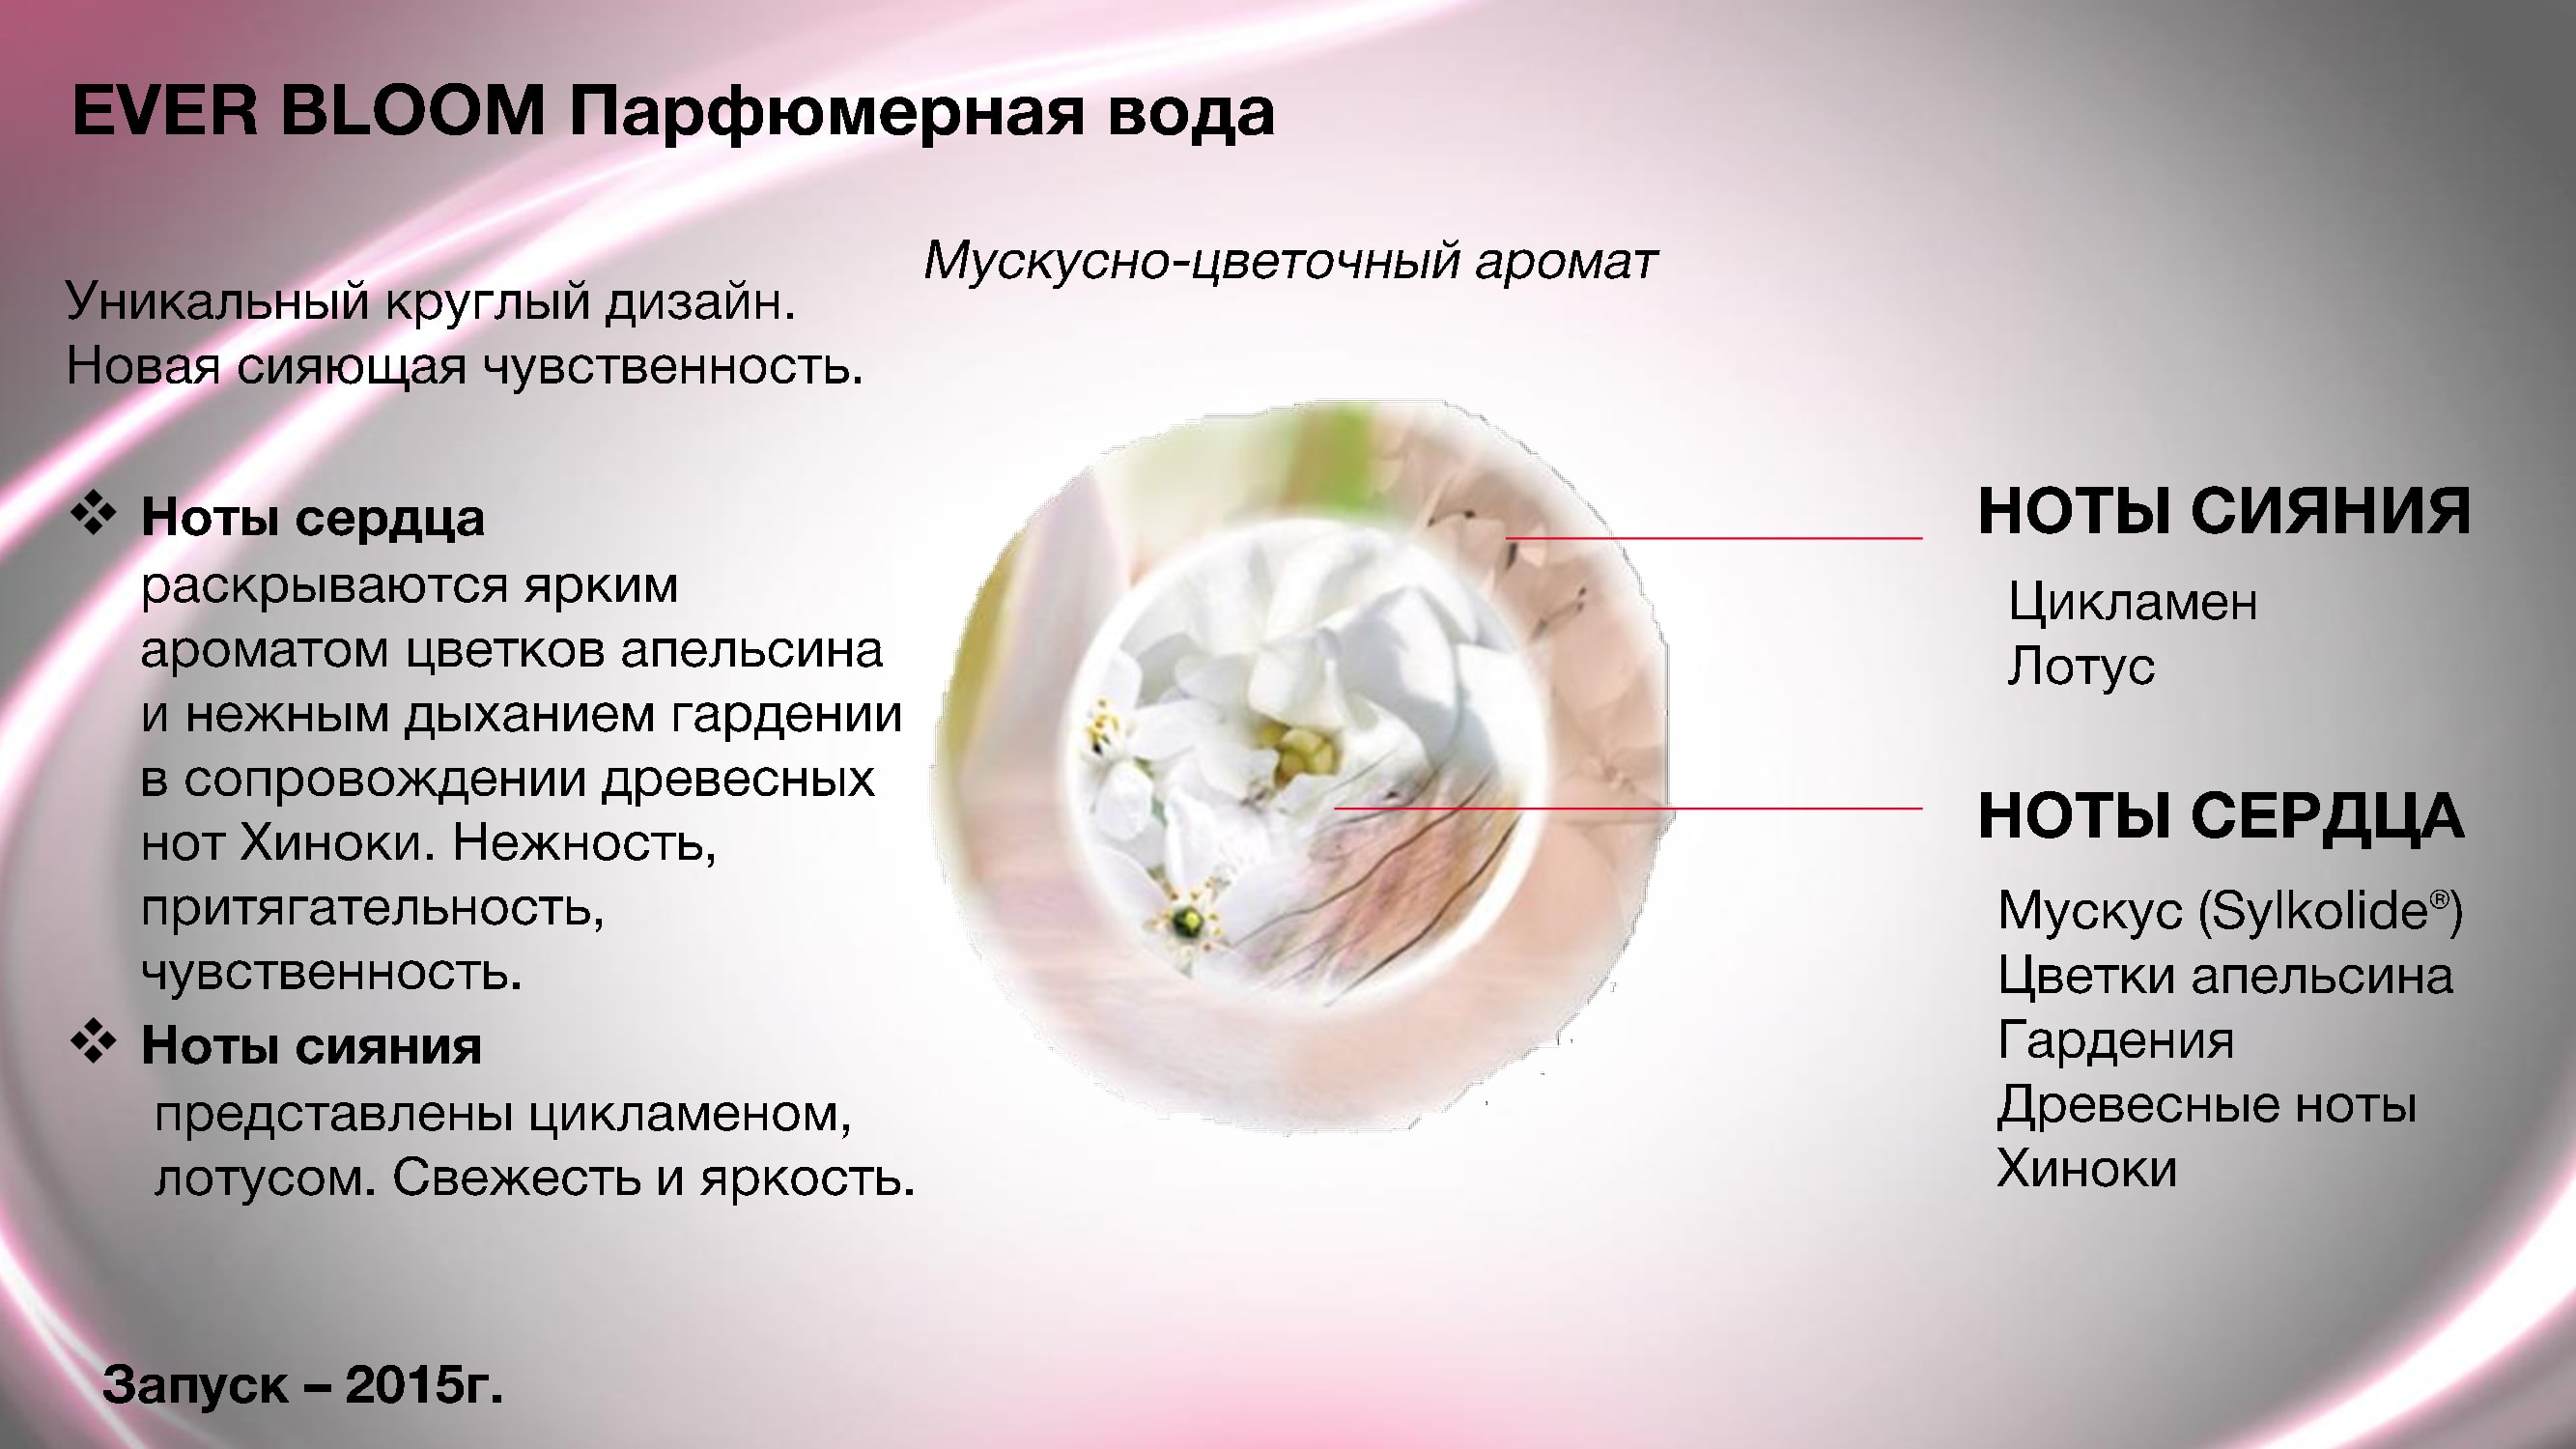 EVER BLOOM Парфюмерная вода
Мускусно-цветочный аромат
Уникальный круглый дизайн.
Новая сияющая чувственность.
❖ Ноты сердца
раскрываются ярким
ароматом цветков апельсина
и нежным дыханием гардении
в сопровождении древесных
нот Хиноки. Нежность,
притягательность,
чувственность.
❖ Ноты сияния
представлены цикламеном,
лотусом. Свежесть и яркость.
Запуск – 2015г.
НОТЫ СИЯНИЯ
Цикламен
Лотус
НОТЫ СЕРДЦА
Мускус (Sylkolide®)
Цветки апельсина
Гардения
Древесные ноты
Хиноки